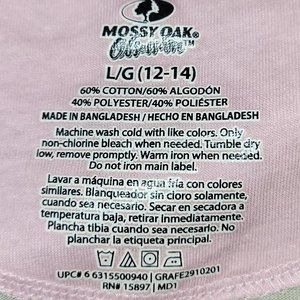 MOSSY OAK®
L/G (12-14)
60% COTTON/60% ALGODÓN
40% POLYESTER/40% POLIÉSTER
MADE IN BANGLADESH / HECHO EN BANGLADESH
Machine wash cold with like colors. Only
non-chlorine bleach when needed. Tumble dry
low, remove promptly. Warm iron when needed.
Do not iron main label.
Lavar a máquina en agua fría con colores
similares. Blanqueador sin cloro solamente,
cuando sea necesario. Secar en secadora a
temperatura baja, retirar Inmediatamente.
Plancha tibia cuando sea necesario. No
planchar la etiqueta principal.
UPC# 6 6315500940 | GRAFE2910201
RN# 15897 | MD1